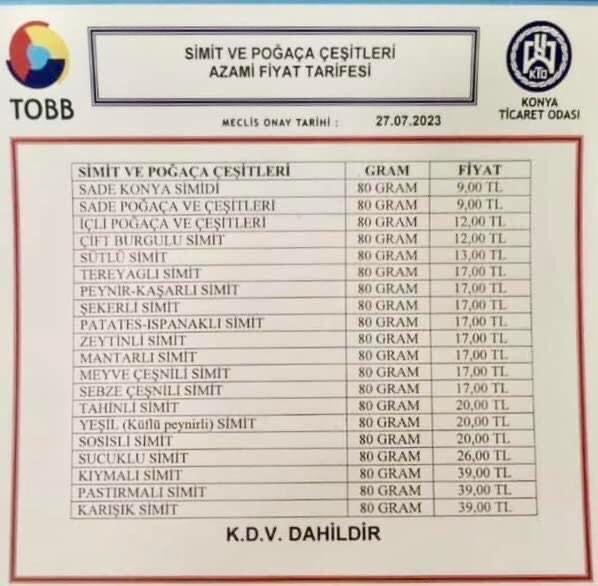 SİMİT VE POĞAÇA ÇEŞİTLERİ
AZAMİ FİYAT TARİFESİ
TOBB
KTO
KONYA
TİCARET ODASI
MECLİS ONAY TARİHİ : 27.07.2023
SİMİT VE POĞAÇA ÇEŞİTLERİ GRAM FİYAT
SADE KONYA SİMİDİ 80 GRAM 9,00 TL
SADE POĞAÇA VE ÇEŞİTLERİ 80 GRAM 9,00 TL
İÇLİ POĞAÇA VE ÇEŞİTLERİ 80 GRAM 12,00 TL
ÇİFT BURGULU SİMİT 80 GRAM 12,00 TL
SÜTLÜ SİMİT 80 GRAM 13,00 TL
TEREYAGLI SİMİT 80 GRAM 17,00 TL
PEYNİR-KAŞARLI SİMİT 80 GRAM 17,00 TL
ŞEKERLİ SİMİT 80 GRAM 17,00 TL
PATATES-ISPANAKLI SİMİT 80 GRAM 17,00 TL
ZEYTİNLİ SİMİT 80 GRAM 17,00 TL
MANTARLI SİMİT 80 GRAM 17,00 TL
MEYVE ÇEŞNİLİ SİMİT 80 GRAM 17,00 TL
SEBZE ÇEŞNİLİ SİMİT 80 GRAM 17,00 TL
TAHİNLİ SİMİT 80 GRAM 20,00 TL
YEŞİL (Küflü peynirli) SİMİT 80 GRAM 20,00 TL
SOSİSLİ SİMİT 80 GRAM 20,00 TL
SUCUKLU SİMİT 80 GRAM 26,00 TL
KIYMALI SİMİT 80 GRAM 39,00 TL
PASTIRMALI SİMİT 80 GRAM 39,00 TL
KARIŞIK SİMİT 80 GRAM 39,00 TL
K.D.V. DAHİLDİR